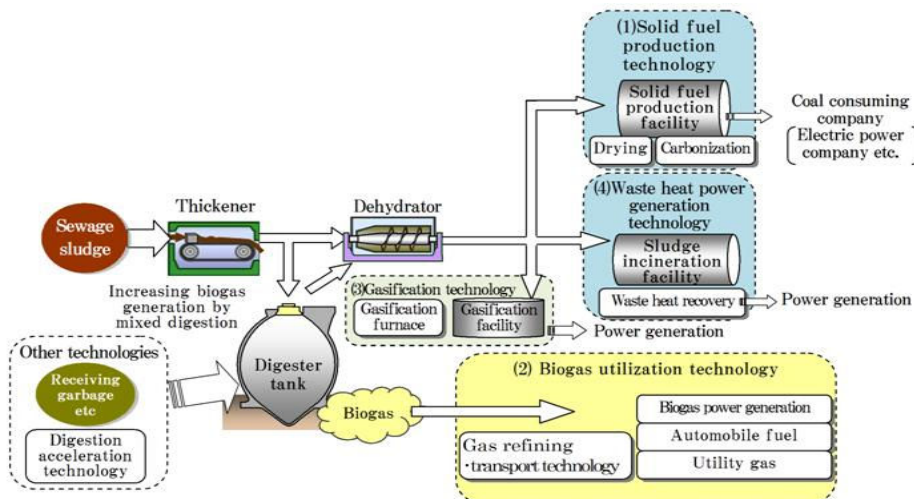 (1)Solid fuel
production
technology
Solid fuel
production
facility
Drying
Carbonization
Coal consuming
company
Electric power
company etc.
Sewage
sludge
Thickener
Dehydrator
(4)Waste heat power
generation
technology
Sludge
incineration
facility
Waste heat recovery
Power generation
Increasing biogas
generation by
mixed digestion
(3)Gasification technology
Gasification
furnace
Gasification
facility
Power generation
Other technologies
Receiving
garbage
etc
Digestion
acceleration
technology
Digester
tank
Biogas
(2) Biogas utilization technology
Gas refining
・transport technology
Biogas power generation
Automobile fuel
Utility gas